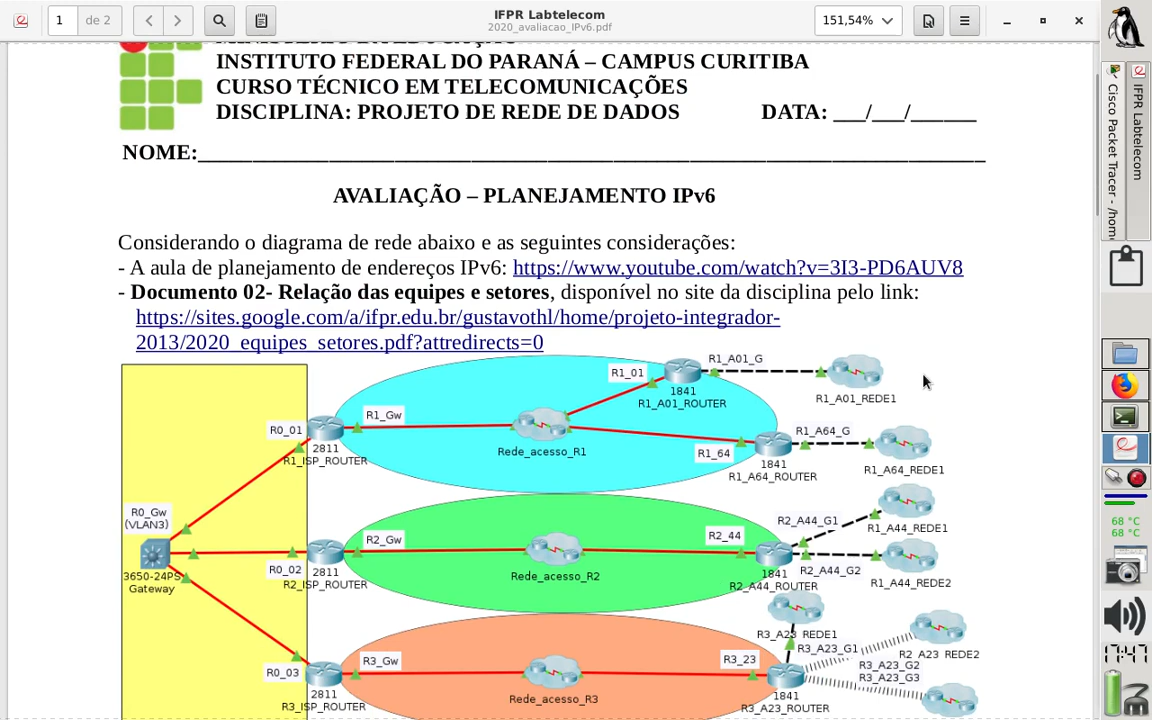 IFPR Labtelecom
2020_avaliacao_IPv6.pdf
1
de 2
151,54%
INSTITUTO FEDERAL DO PARANÁ – CAMPUS CURITIBA
CURSO TÉCNICO EM TELECOMUNICAÇÕES
DISCIPLINA: PROJETO DE REDE DE DADOS DATA: ___/___/______
NOME:
AVALIAÇÃO – PLANEJAMENTO IPv6
Considerando o diagrama de rede abaixo e as seguintes considerações:
- A aula de planejamento de endereços IPv6: https://www.youtube.com/watch?v=3I3-PD6AUV8
- Documento 02- Relação das equipes e setores, disponível no site da disciplina pelo link:
https://sites.google.com/a/ifpr.edu.br/gustavothl/home/projeto-integrador-
2013/2020_equipes_setores.pdf?attredirects=0
R1_A01_G
R1_01
1841
R1_A01_ROUTER
R1_A01_REDE1
R1_Gw
R0_01
2811
R1_ISP_ROUTER
Rede_acesso_R1
R1_64
R1_A64_G
1841
R1_A64_ROUTER
R1_A64_REDE1
R0_Gw
(VLAN3)
3650-24PS
Gateway
R2_Gw
R0_02
2811
R2_ISP_ROUTER
Rede_acesso_R2
R2_44
R2_A44_G1
R1_A44_REDE1
1841
R2_A44_ROUTER
R2_A44_G2
R1_A44_REDE2
R3_A23_REDE1
R3_A23_G1
R2_A23_REDE2
R3_A23_G2
R3_A23_G3
R3_Gw
R0_03
2811
R3_ISP_ROUTER
Rede_acesso_R3
R3_23
1841
R3_A23_ROUTER
Cisco Packet Tracer - /hom
IFPR Labtelecom
68 °C
68 °C
17:47